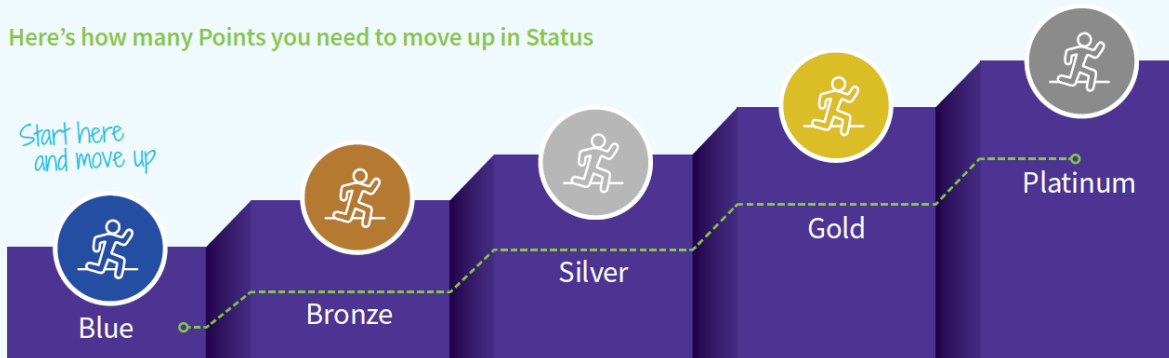 Here’s how many Points you need to move up in Status
Start here
and move up
Blue
Bronze
Silver
Gold
Platinum